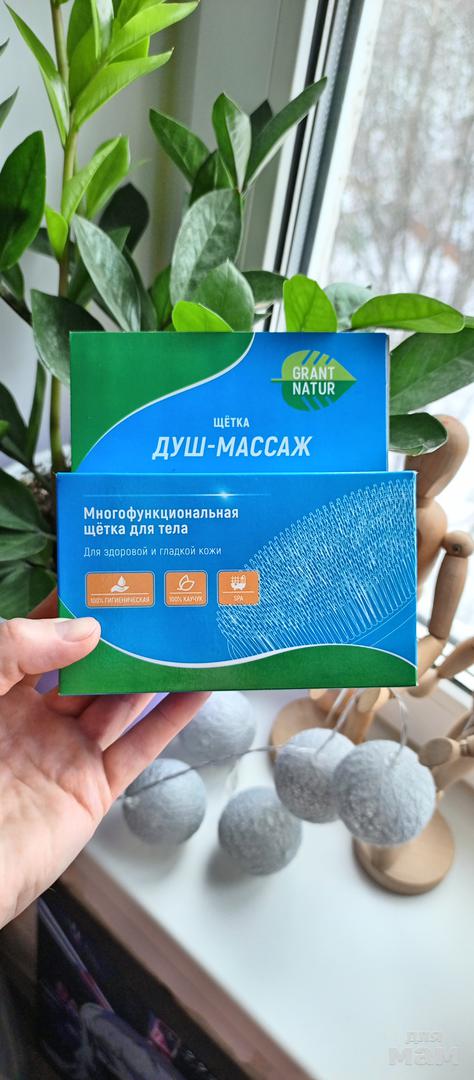 GRANT
NATUR
ЩЁТКА
ДУШ-МАССАЖ
Многофункциональная
щётка для тела
Для здоровой и гладкой кожи
100% ГИГИЕНИЧЕСКАЯ
100% КАУЧУК
SPA
для
мам